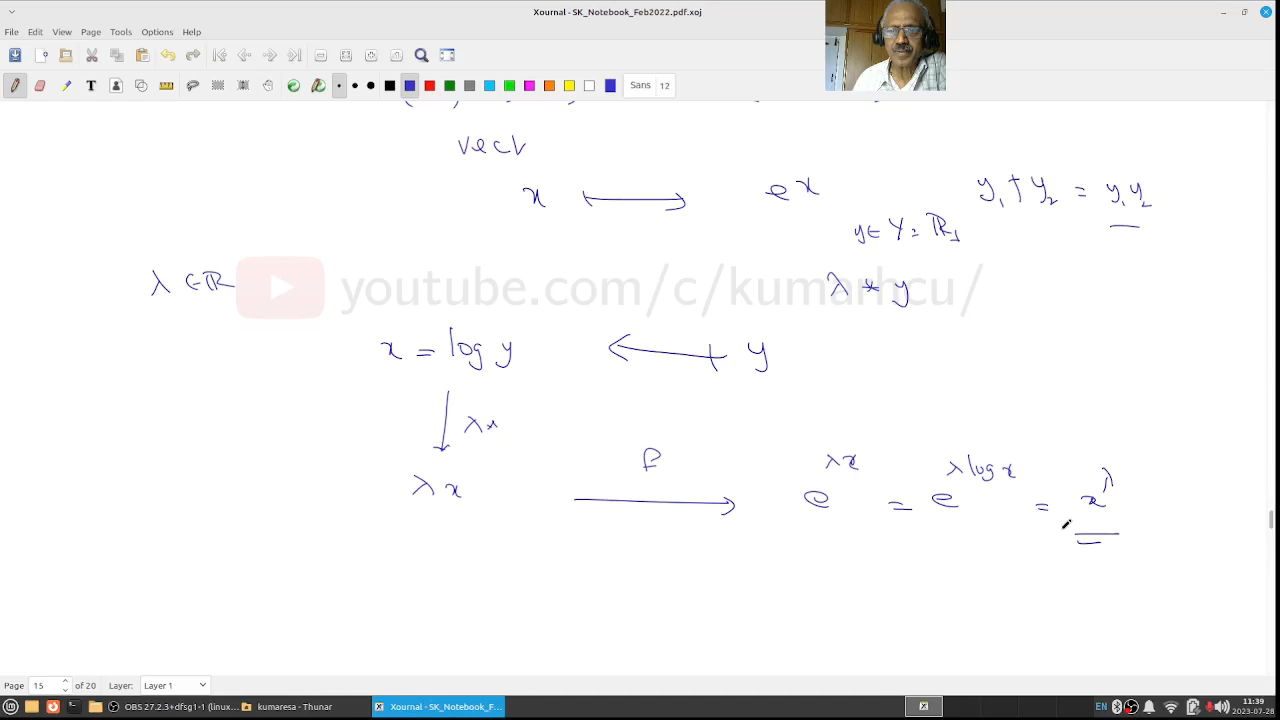 Xournal - SK_Notebook_Feb2022.pdf.xoj
File Edit View Page Tools Options Help
Sans 12
vect
x ⟼ e^x y₁ + y₂ = y₁y₂
y ∈ Y =
λ ∈ ℝ λ * y
youtube.com/c/kumarhcu/
x = log y ⟻ y
λx
λx f e^{λx} = e^{λ log x} = x^λ
Page 15 of 20 Layer: Layer 1
OBS 27.2.3+dfsg1-1 (linux... kumaresa - Thunar Xournal - SK_Notebook_F... EN 11:39
2023-07-28